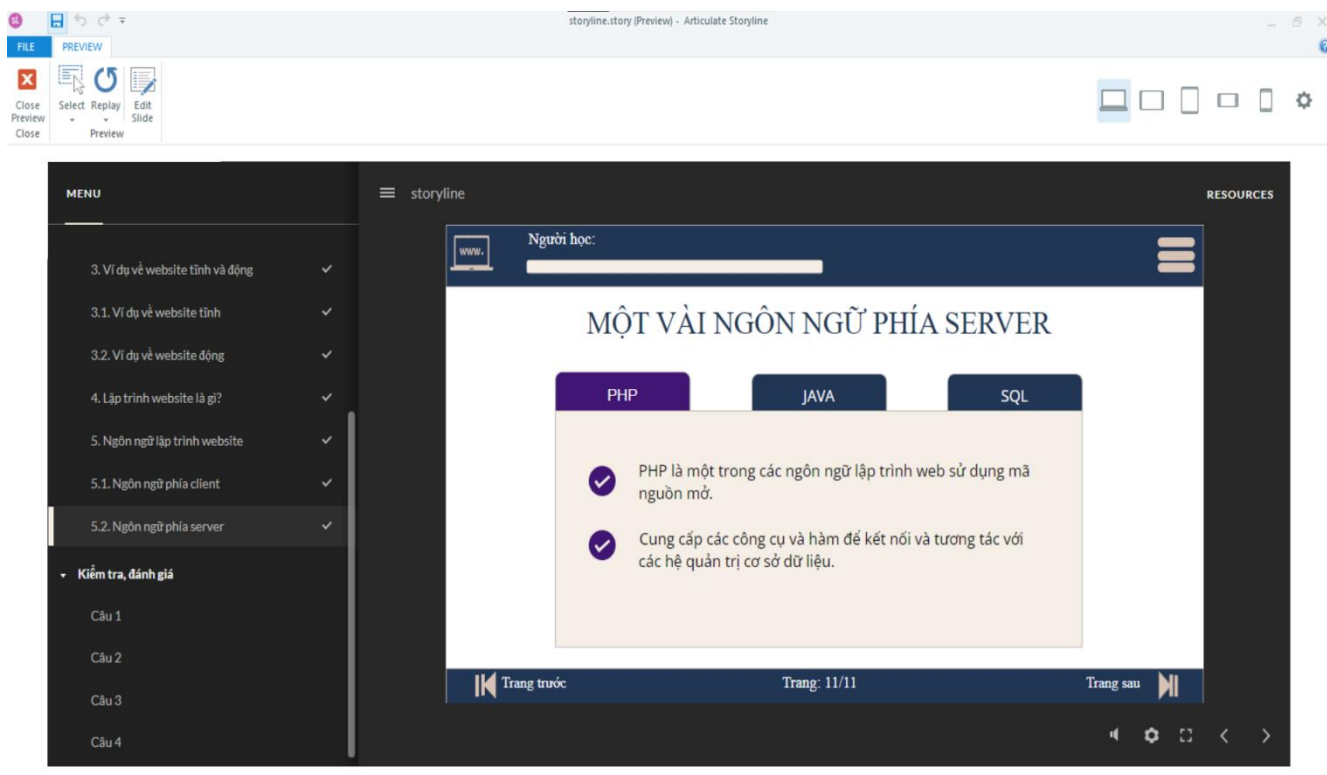 storyline.story (Preview) - Articulate Storyline
FILE
PREVIEW
Close Preview
Select
Replay
Edit Slide
Close
Preview
MENU
storyline
RESOURCES
3. Ví dụ về website tĩnh và động
3.1. Ví dụ về website tĩnh
3.2. Ví dụ về website động
4. Lập trình website là gì?
5. Ngôn ngữ lập trình website
5.1. Ngôn ngữ phía client
5.2. Ngôn ngữ phía server
Kiểm tra, đánh giá
Câu 1
Câu 2
Câu 3
Câu 4
www.
Người học:
MỘT VÀI NGÔN NGỮ PHÍA SERVER
PHP
JAVA
SQL
PHP là một trong các ngôn ngữ lập trình web sử dụng mã
nguồn mở.
Cung cấp các công cụ và hàm để kết nối và tương tác với
các hệ quản trị cơ sở dữ liệu.
Trang trước
Trang: 11/11
Trang sau